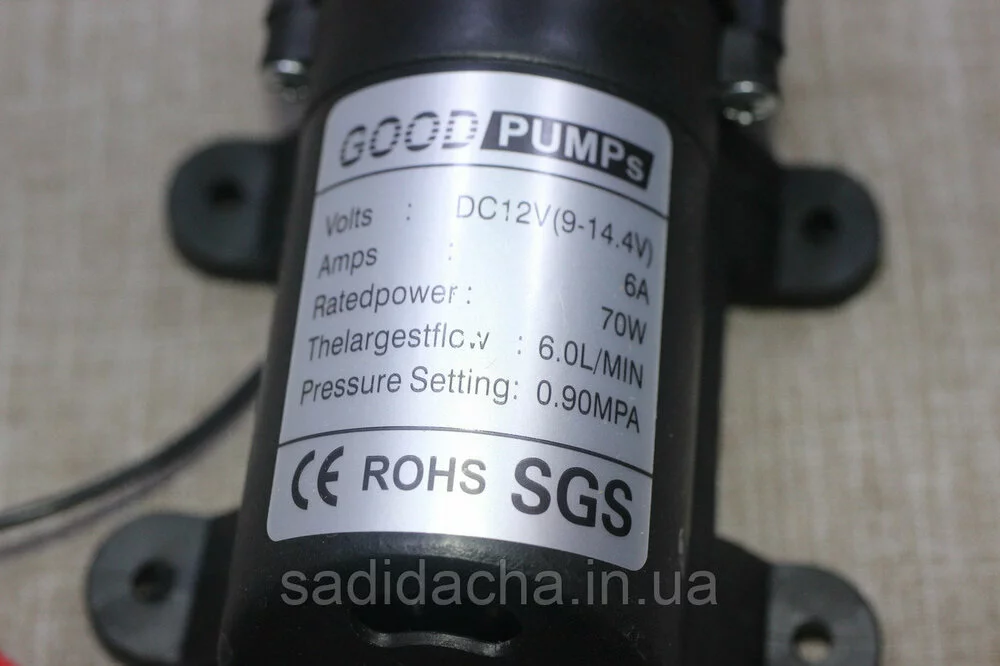 GOOD PUMPs
Volts : DC12V(9-14.4V)
Amps : 6A
Ratedpower : 70W
Thelargestflow : 6.0L/MIN
Pressure Setting: 0.90MPA
CE ROHS SGS
sadidacha.in.ua